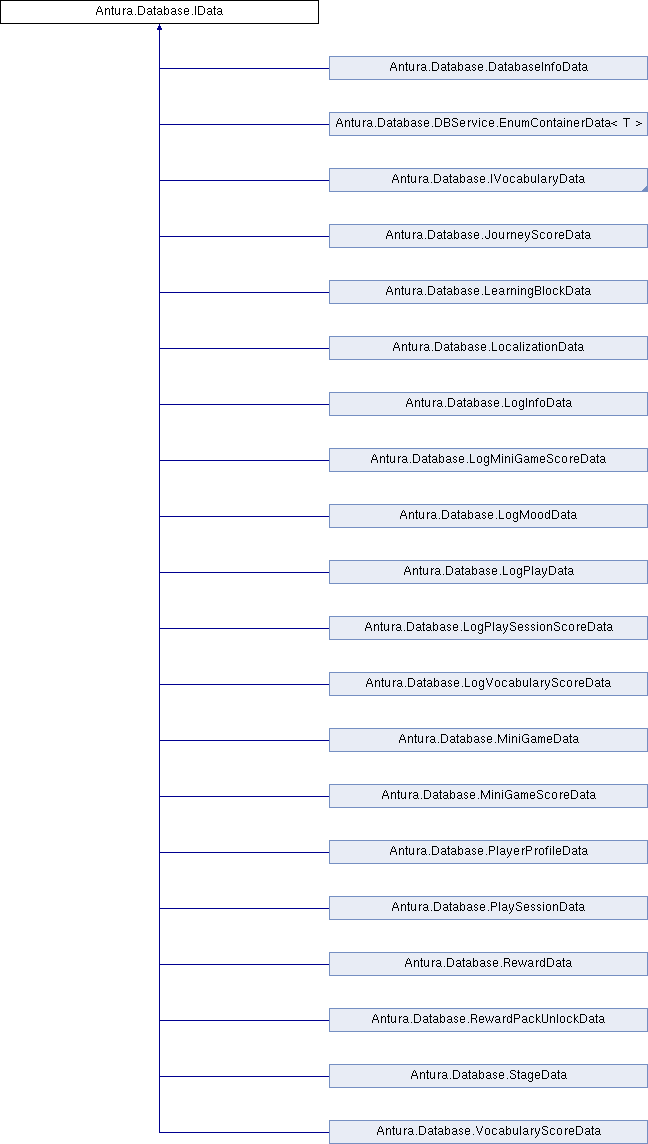 Antura.Database.IData
Antura.Database.DatabaseInfoData
Antura.Database.DBService.EnumContainerData< T >
Antura.Database.IVocabularyData
Antura.Database.JourneyScoreData
Antura.Database.LearningBlockData
Antura.Database.LocalizationData
Antura.Database.LogInfoData
Antura.Database.LogMiniGameScoreData
Antura.Database.LogMoodData
Antura.Database.LogPlayData
Antura.Database.LogPlaySessionScoreData
Antura.Database.LogVocabularyScoreData
Antura.Database.MiniGameData
Antura.Database.MiniGameScoreData
Antura.Database.PlayerProfileData
Antura.Database.PlaySessionData
Antura.Database.RewardData
Antura.Database.RewardPackUnlockData
Antura.Database.StageData
Antura.Database.VocabularyScoreData